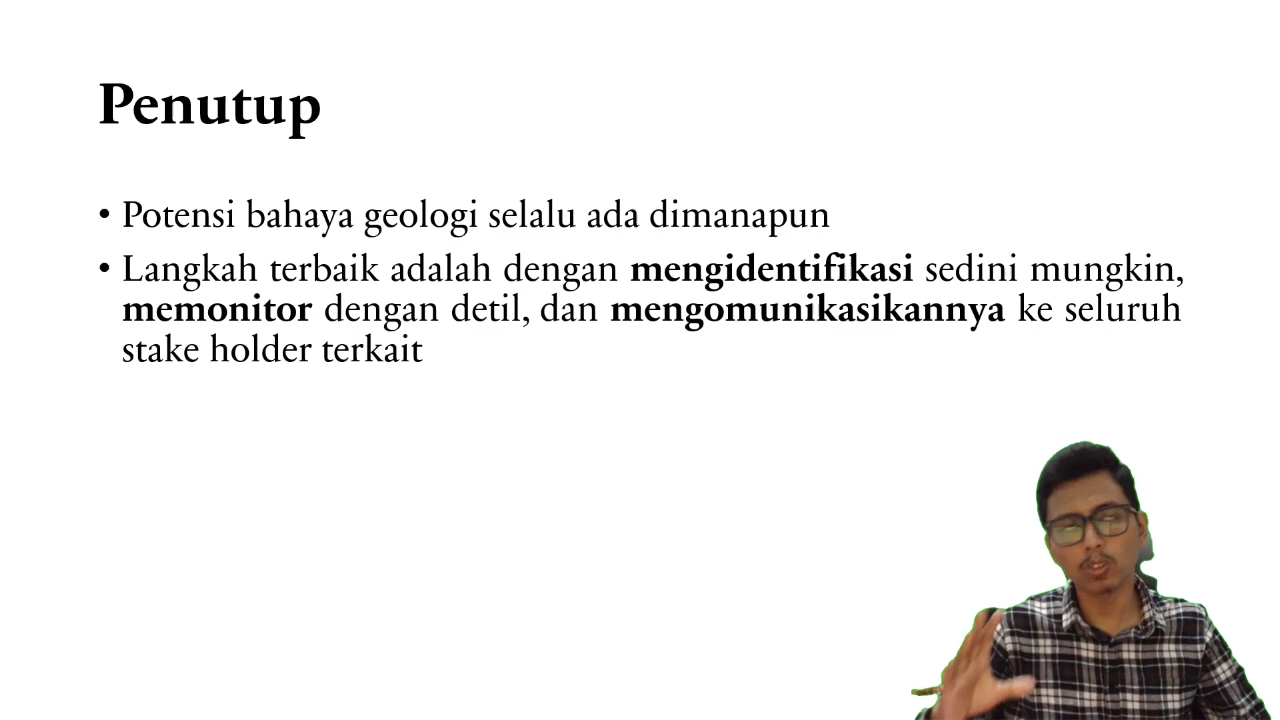 Penutup
• Potensi bahaya geologi selalu ada dimanapun
• Langkah terbaik adalah dengan mengidentifikasi sedini mungkin,
memonitor dengan detil, dan mengomunikasikannya ke seluruh
stake holder terkait